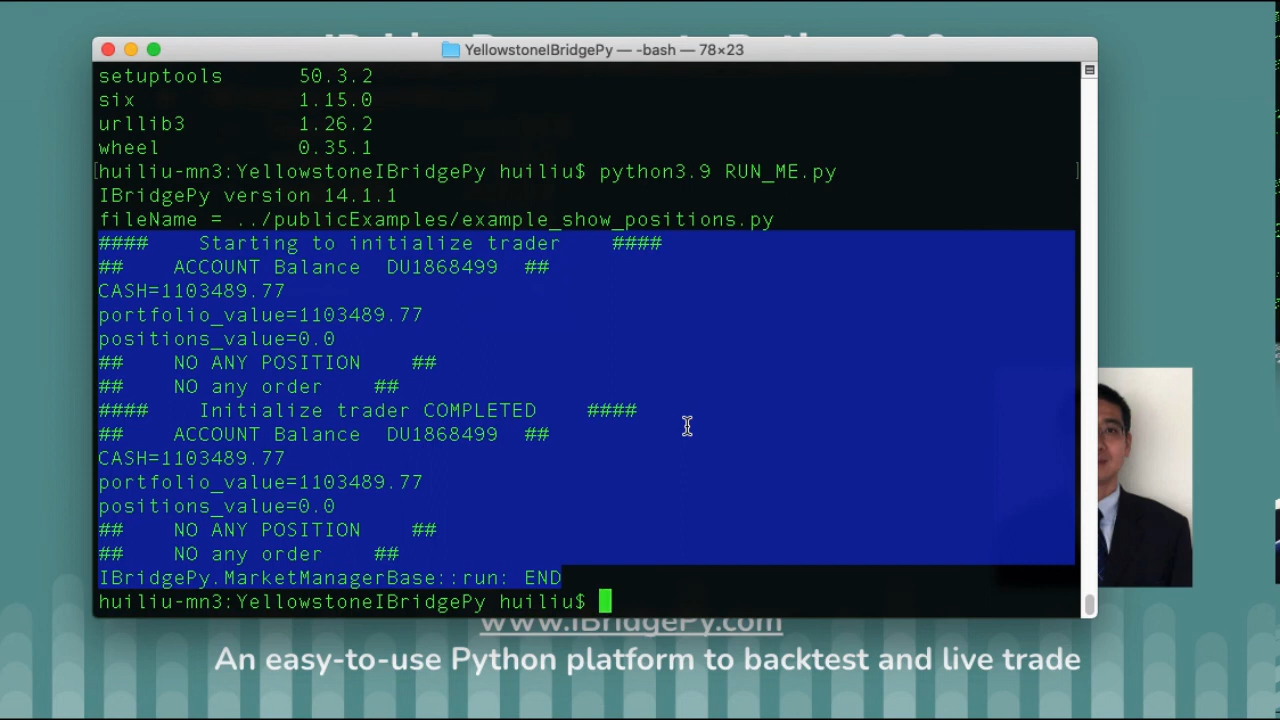 YellowstoneIBridgePy — -bash — 78×23
setuptools 50.3.2
six 1.15.0
urllib3 1.26.2
wheel 0.35.1
[huiliu-mn3:YellowstoneIBridgePy huiliu$ python3.9 RUN_ME.py ]
IBridgePy version 14.1.1
fileName = ../publicExamples/example_show_positions.py
#### Starting to initialize trader ####
## ACCOUNT Balance DU1868499 ##
CASH=1103489.77
portfolio_value=1103489.77
positions_value=0.0
## NO ANY POSITION ##
## NO any order ##
#### Initialize trader COMPLETED ####
## ACCOUNT Balance DU1868499 ##
CASH=1103489.77
portfolio_value=1103489.77
positions_value=0.0
## NO ANY POSITION ##
## NO any order ##
IBridgePy.MarketManagerBase::run: END
huiliu-mn3:YellowstoneIBridgePy huiliu$
www.IBridgePy.com
An easy-to-use Python platform to backtest and live trade